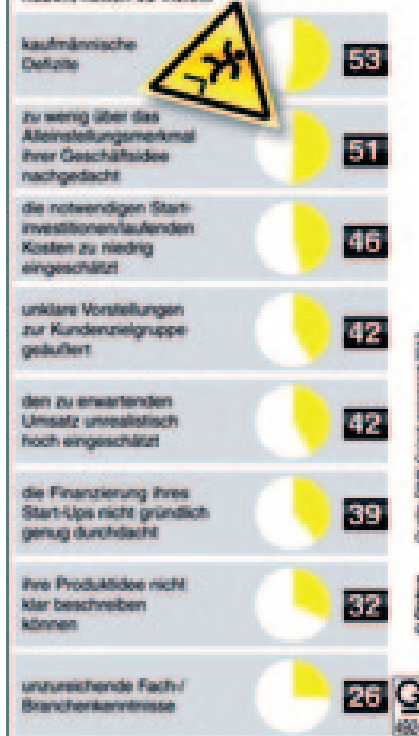 kaufmännische
Defizite
53
zu wenig über das
Alleinstellungsmerkmal
ihrer Geschäftsidee
nachgedacht
51
die notwendigen Start-
investitionen/laufenden
Kosten zu niedrig
eingeschätzt
46
unklare Vorstellungen
zur Kundenzielgruppe
geäußert
42
den zu erwartenden
Umsatz unrealistisch
hoch eingeschätzt
42
die Finanzierung ihres
Start-Ups nicht gründlich
genug durchdacht
39
ihre Produktidee nicht
klar beschreiben
können
32
unzureichende Fach-/
Branchenkenntnisse
26
G